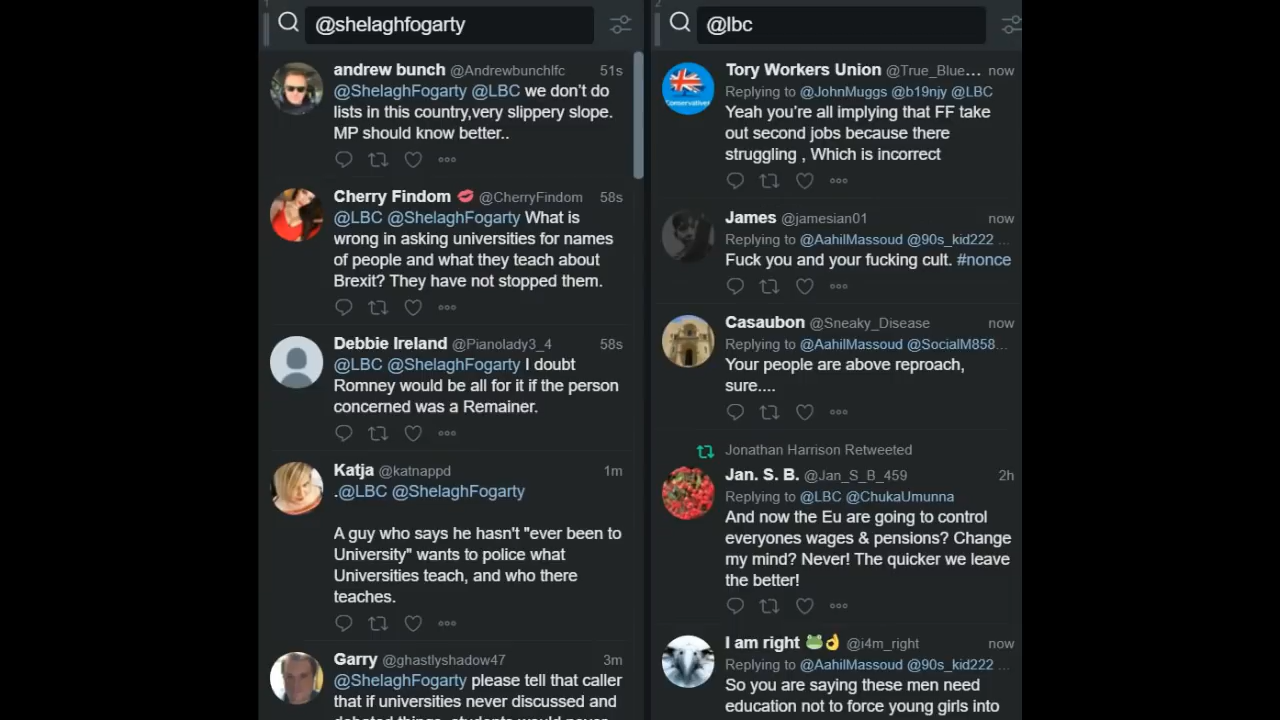 1
@shelaghfogarty
andrew bunch @Andrewbunchlfc 51s
@ShelaghFogarty @LBC we don't do
lists in this country,very slippery slope.
MP should know better..
Cherry Findom 💋 @CherryFindom 58s
@LBC @ShelaghFogarty What is
wrong in asking universities for names
of people and what they teach about
Brexit? They have not stopped them.
Debbie Ireland @Pianolady3_4 58s
@LBC @ShelaghFogarty I doubt
Romney would be all for it if the person
concerned was a Remainer.
Katja @katnappd 1m
.@LBC @ShelaghFogarty
A guy who says he hasn't "ever been to
University" wants to police what
Universities teach, and who there
teaches.
Garry @ghastlyshadow47 3m
@ShelaghFogarty please tell that caller
that if universities never discussed and
2
@lbc
Tory Workers Union @True_Blue... now
Replying to @JohnMuggs @b19njy @LBC
Yeah you're all implying that FF take
out second jobs because there
struggling , Which is incorrect
Conservatives
James @jamesian01 now
Replying to @AahilMassoud @90s_kid222 ...
Fuck you and your fucking cult. #nonce
Casaubon @Sneaky_Disease now
Replying to @AahilMassoud @SocialM858...
Your people are above reproach,
sure....
Jonathan Harrison Retweeted
Jan. S. B. @Jan_S_B_459 2h
Replying to @LBC @ChukaUmunna
And now the Eu are going to control
everyones wages & pensions? Change
my mind? Never! The quicker we leave
the better!
I am right 🐸👌 @i4m_right now
Replying to @AahilMassoud @90s_kid222 ...
So you are saying these men need
education not to force young girls into